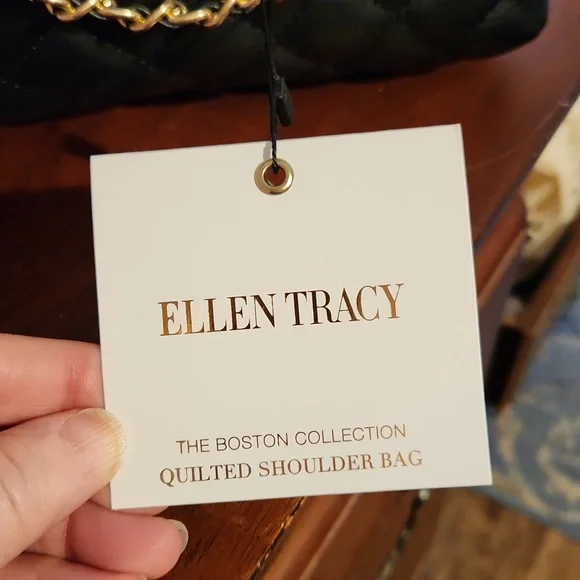 ELLEN TRACY
THE BOSTON COLLECTION
QUILTED SHOULDER BAG